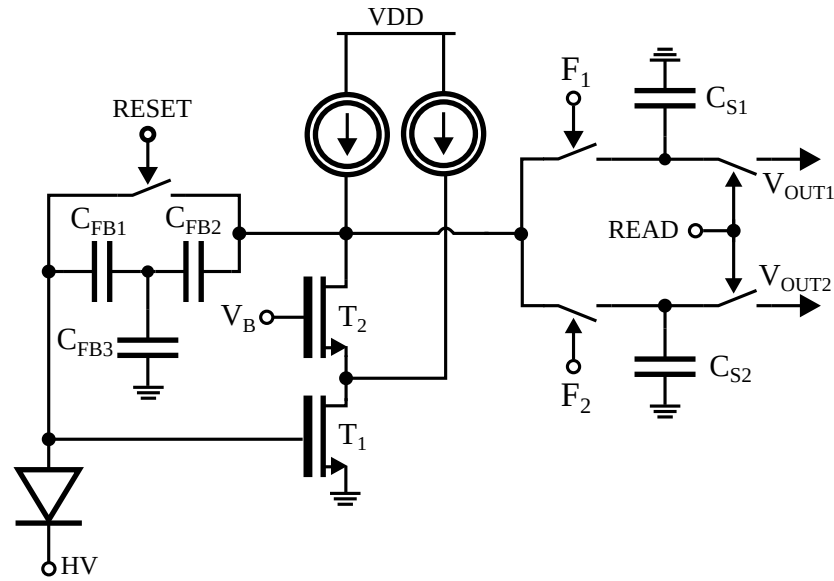 VDD
F1
RESET
CS1
CFB1
CFB2
VOUT1
READ
VOUT2
VB
T2
CFB3
CS2
F2
T1
HV